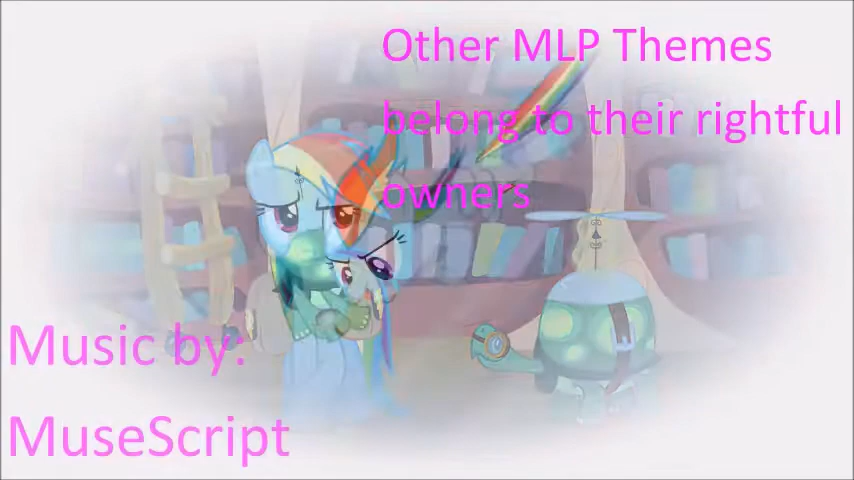 Other MLP Themes
belong to their rightful
owners
Music by:
MuseScript